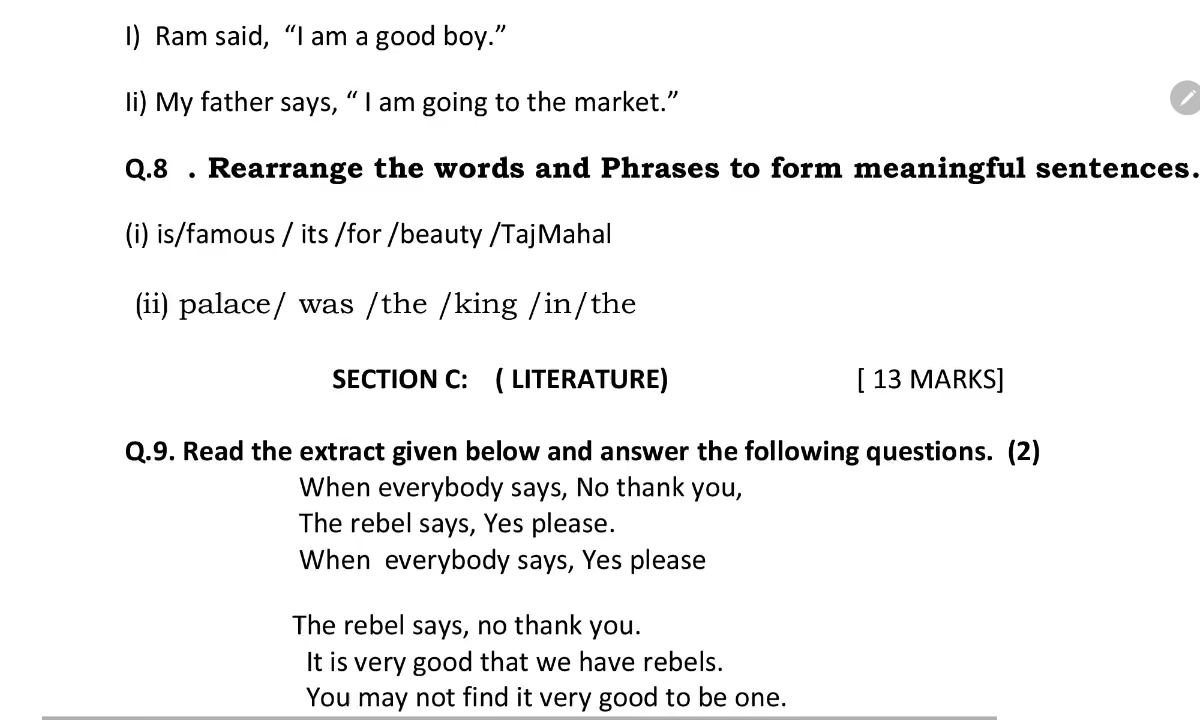 I)  Ram said,  “I am a good boy.”
Ii) My father says, “ I am going to the market.”
Q.8  . Rearrange the words and Phrases to form meaningful sentences.
(i) is/famous / its /for /beauty /TajMahal
(ii) palace/ was /the /king /in/the
SECTION C:   ( LITERATURE)   [ 13 MARKS]
Q.9. Read the extract given below and answer the following questions.  (2)
When everybody says, No thank you,
The rebel says, Yes please.
When  everybody says, Yes please
The rebel says, no thank you.
It is very good that we have rebels.
You may not find it very good to be one.